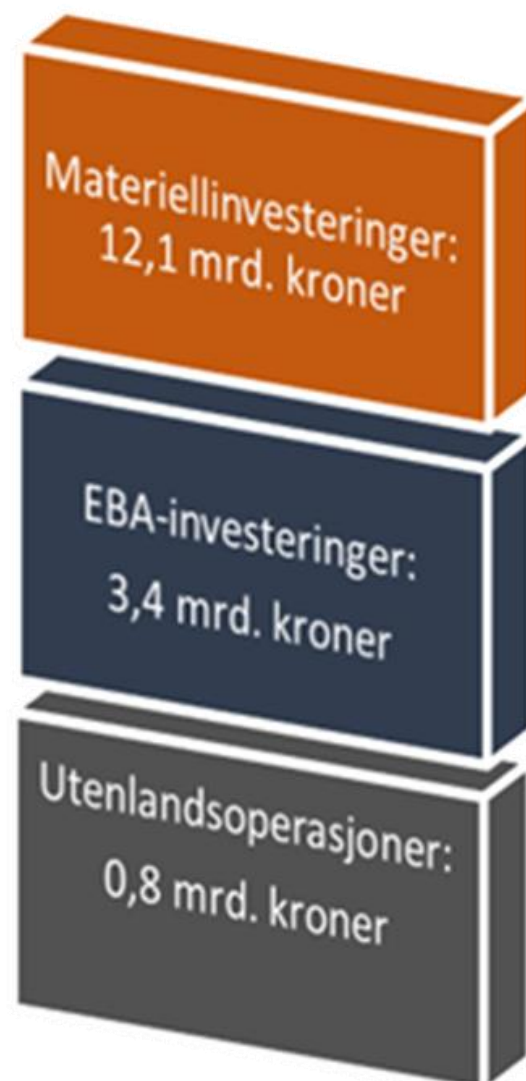 Materiellinvesteringer:
12,1 mrd. kroner
EBA-investeringer:
3,4 mrd. kroner
Utenlandsoperasjoner:
0,8 mrd. kroner